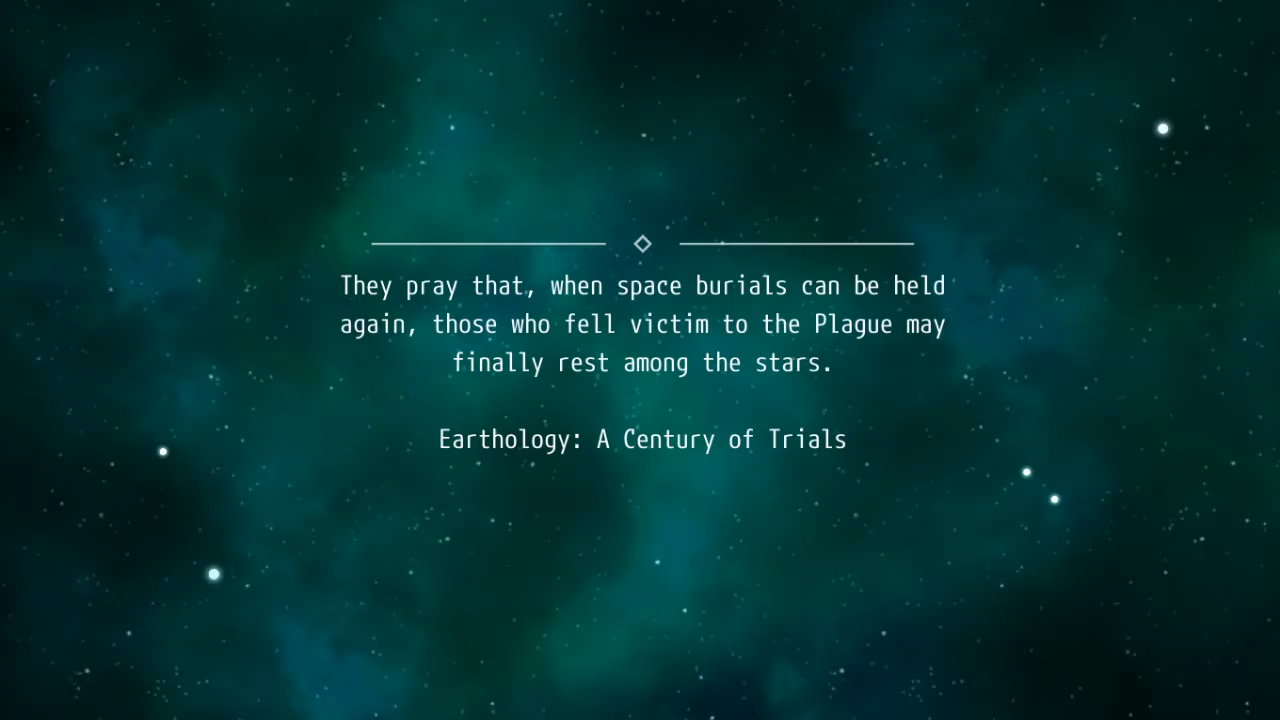 They pray that, when space burials can be held
again, those who fell victim to the Plague may
finally rest among the stars.
Earthology: A Century of Trials